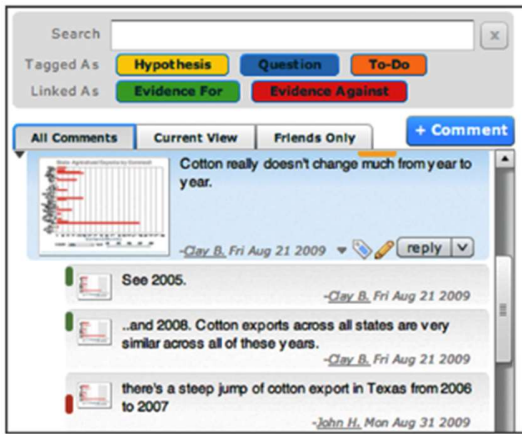 Search
x
Tagged As Hypothesis Question To-Do
Linked As Evidence For Evidence Against
All Comments Current View Friends Only + Comment
Cotton really doesn't change much from year to
year.
-Clay B. Fri Aug 21 2009 reply
See 2005.
-Clay B. Fri Aug 21 2009
..and 2008. Cotton exports across all states are very
similar across all of these years.
-Clay B. Fri Aug 21 2009
there's a steep jump of cotton export in Texas from 2006
to 2007
-John H. Mon Aug 31 2009